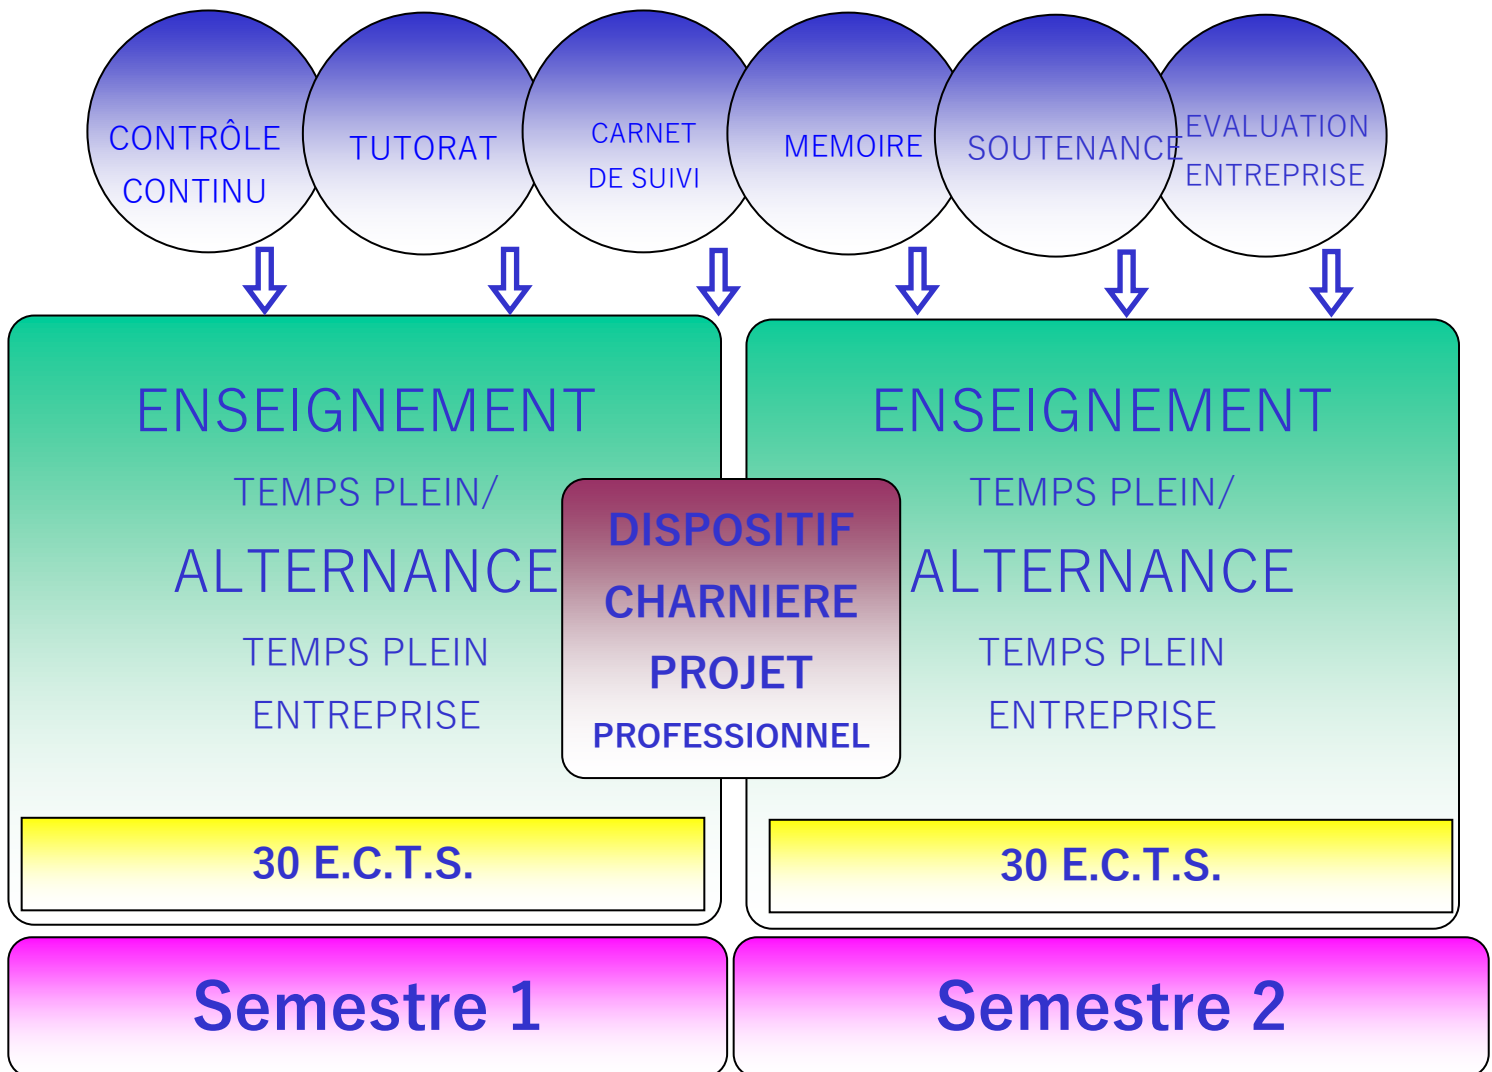 CONTRÔLE
CONTINU
TUTORAT
CARNET
DE SUIVI
MEMOIRE
SOUTENANCE
EVALUATION
ENTREPRISE
ENSEIGNEMENT
TEMPS PLEIN/
ALTERNANCE
TEMPS PLEIN
ENTREPRISE
DISPOSITIF
CHARNIERE
PROJET
PROFESSIONNEL
ENSEIGNEMENT
TEMPS PLEIN/
ALTERNANCE
TEMPS PLEIN
ENTREPRISE
30 E.C.T.S.
30 E.C.T.S.
Semestre 1
Semestre 2